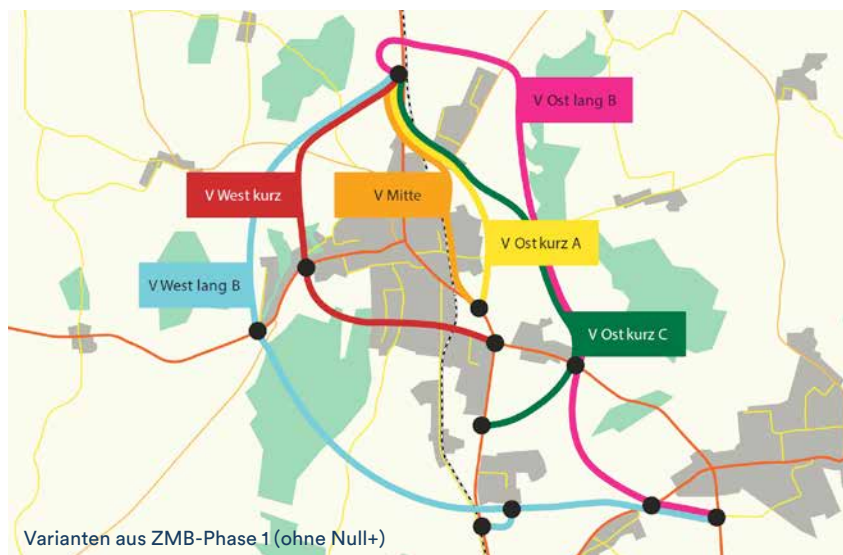 V Ost lang B
V West kurz
V Mitte
V Ost kurz A
V West lang B
V Ost kurz C
Varianten aus ZMB-Phase 1 (ohne Null+)